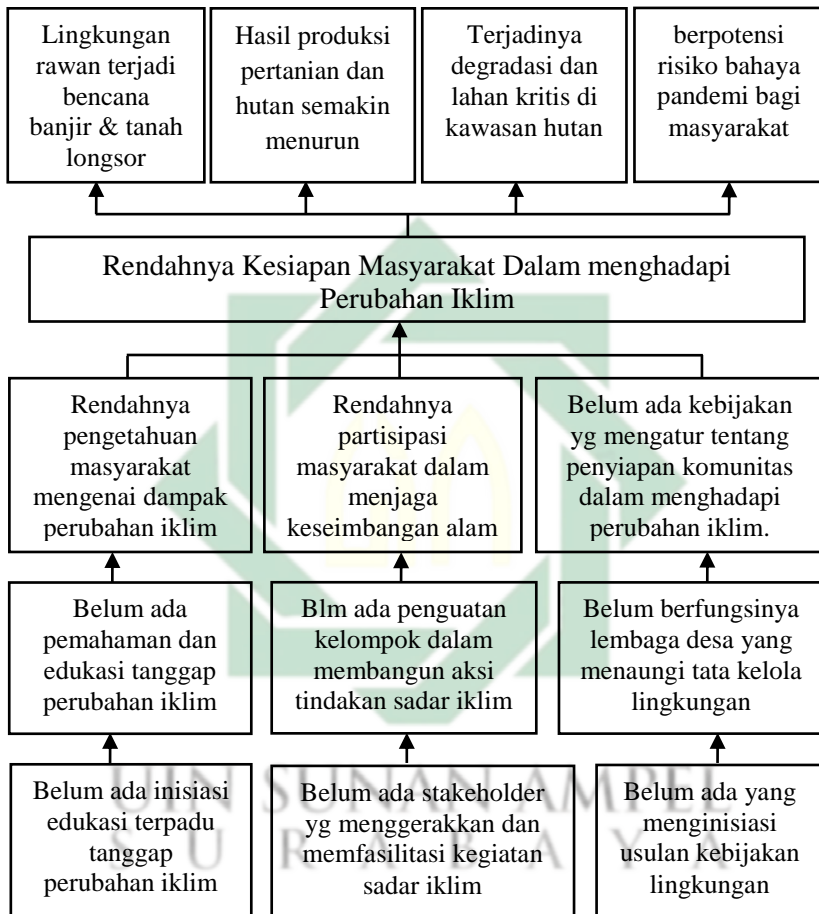 Lingkungan
rawan terjadi
bencana
banjir & tanah
longsor
Hasil produksi
pertanian dan
hutan semakin
menurun
Terjadinya
degradasi dan
lahan kritis di
kawasan hutan
berpotensi
risiko bahaya
pandemi bagi
masyarakat
Rendahnya Kesiapan Masyarakat Dalam menghadapi
Perubahan Iklim
Rendahnya
pengetahuan
masyarakat
mengenai dampak
perubahan iklim
Rendahnya
partisipasi
masyarakat dalam
menjaga
keseimbangan alam
Belum ada kebijakan
yg mengatur tentang
penyiapan komunitas
dalam menghadapi
perubahan iklim.
Belum ada
pemahaman dan
edukasi tanggap
perubahan iklim
Blm ada penguatan
kelompok dalam
membangun aksi
tindakan sadar iklim
Belum berfungsinya
lembaga desa yang
menaungi tata kelola
lingkungan
Belum ada inisiasi
edukasi terpadu
tanggap
perubahan iklim
Belum ada stakeholder
yg menggerakkan dan
memfasilitasi kegiatan
sadar iklim
Belum ada yang
menginisiasi
usulan kebijakan
lingkungan
UIN SUNAN AMPEL
SURABAYA